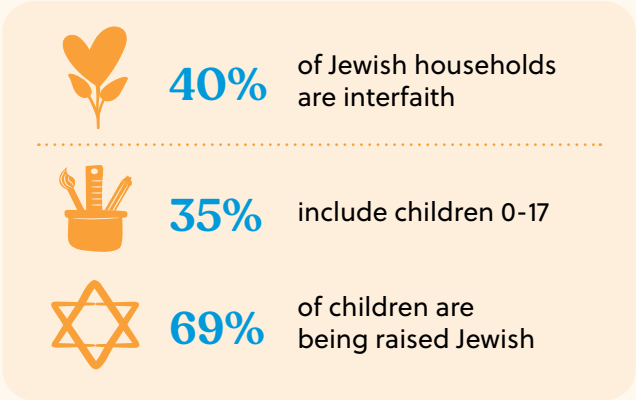 40%
of Jewish households
are interfaith
35%
include children 0-17
69%
of children are
being raised Jewish